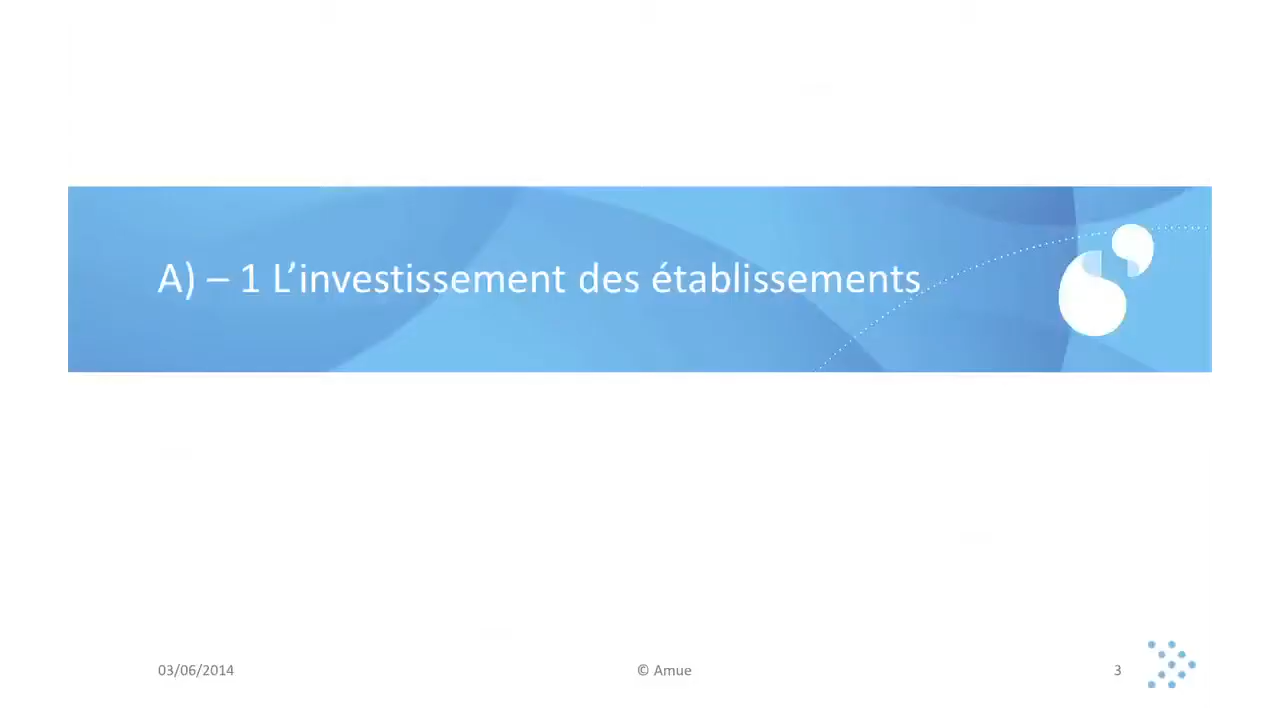 A) – 1 L’investissement des établissements
03/06/2014
© Amue
3